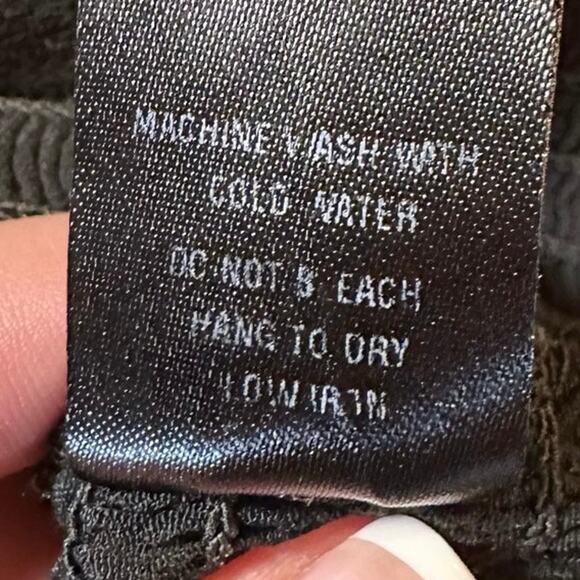 MACHINE WASH WITH
COLD WATER
DO NOT BLEACH
HANG TO DRY
LOW IRON